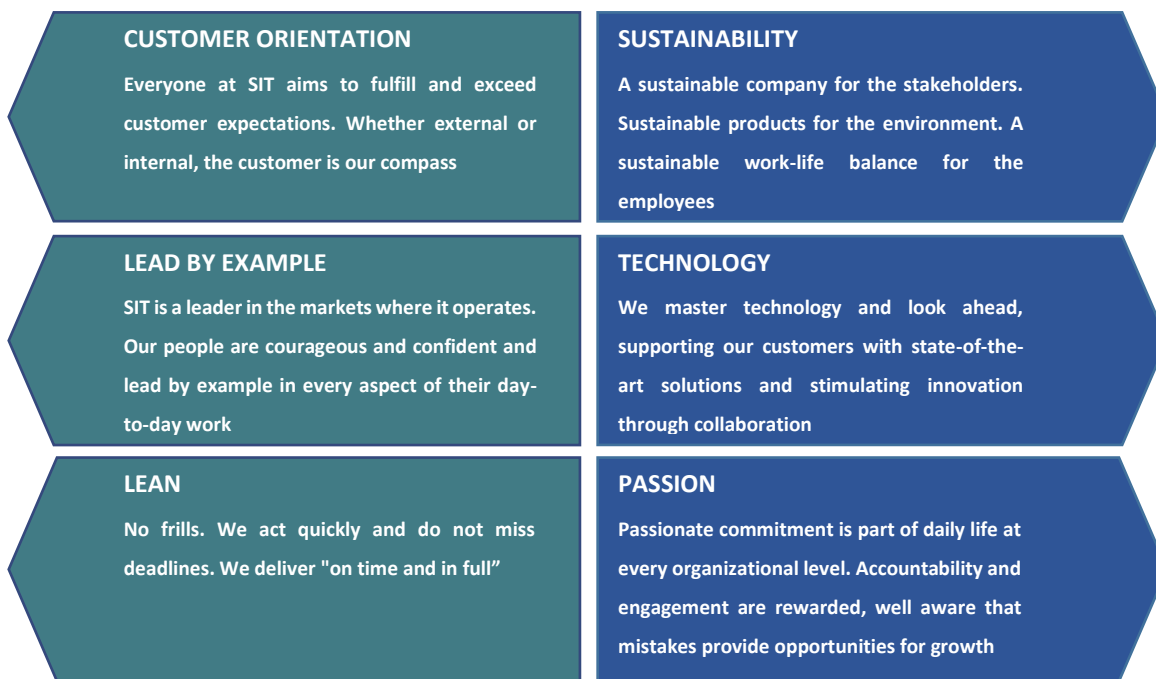 CUSTOMER ORIENTATION
Everyone at SIT aims to fulfill and exceed
customer expectations. Whether external or
internal, the customer is our compass
SUSTAINABILITY
A sustainable company for the stakeholders.
Sustainable products for the environment. A
sustainable work-life balance for the
employees
LEAD BY EXAMPLE
SIT is a leader in the markets where it operates.
Our people are courageous and confident and
lead by example in every aspect of their day-
to-day work
TECHNOLOGY
We master technology and look ahead,
supporting our customers with state-of-the-
art solutions and stimulating innovation
through collaboration
LEAN
No frills. We act quickly and do not miss
deadlines. We deliver "on time and in full”
PASSION
Passionate commitment is part of daily life at
every organizational level. Accountability and
engagement are rewarded, well aware that
mistakes provide opportunities for growth